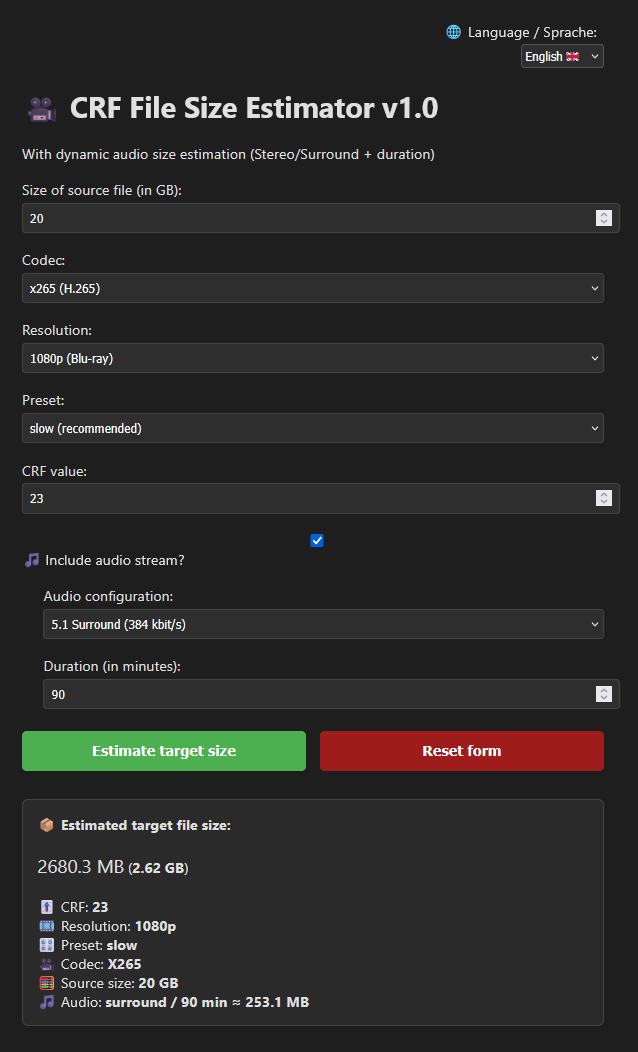 🌐 Language / Sprache:
English 🇬🇧
🎥 CRF File Size Estimator v1.0
With dynamic audio size estimation (Stereo/Surround + duration)
Size of source file (in GB):
20
Codec:
x265 (H.265)
Resolution:
1080p (Blu-ray)
Preset:
slow (recommended)
CRF value:
23
🎵 Include audio stream?
Audio configuration:
5.1 Surround (384 kbit/s)
Duration (in minutes):
90
Estimate target size
Reset form
📦 Estimated target file size:
2680.3 MB (2.62 GB)
CRF: 23
Resolution: 1080p
Preset: slow
Codec: X265
Source size: 20 GB
Audio: surround / 90 min ≈ 253.1 MB